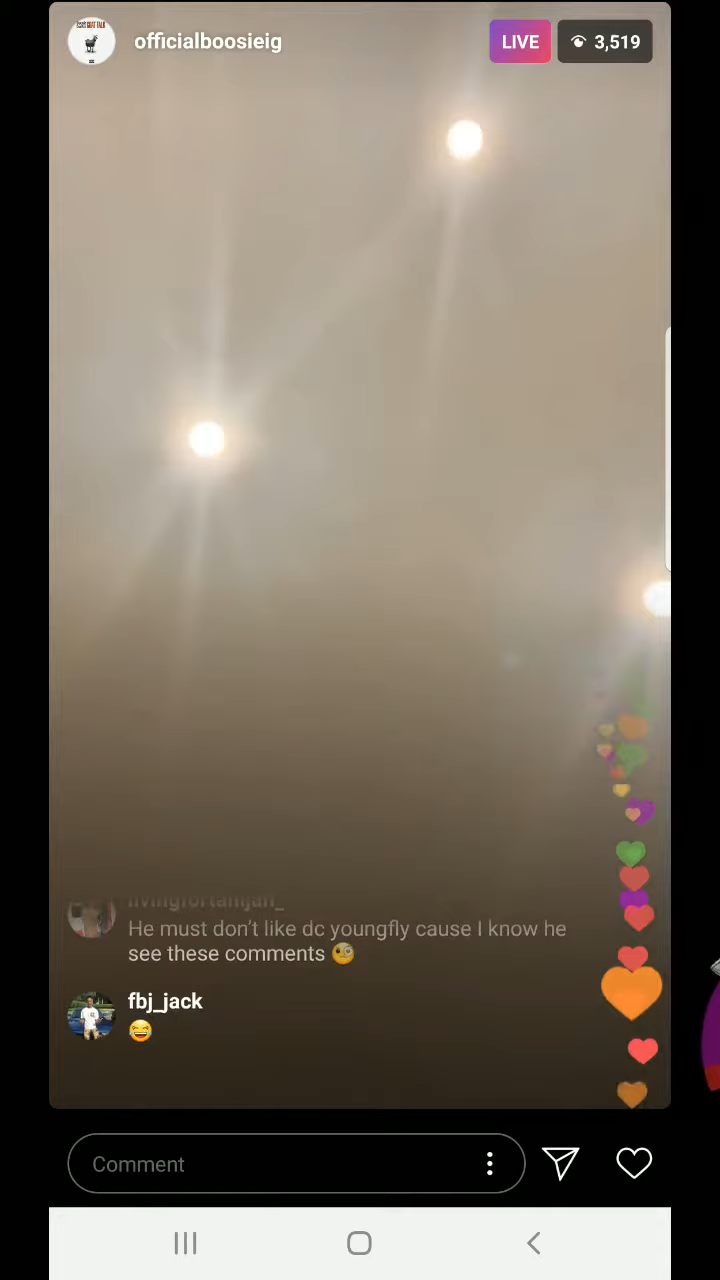 officialboosieig
LIVE
3,519
He must don't like dc youngfly cause I know he
see these comments 🧐
fbj_jack
😂
Comment